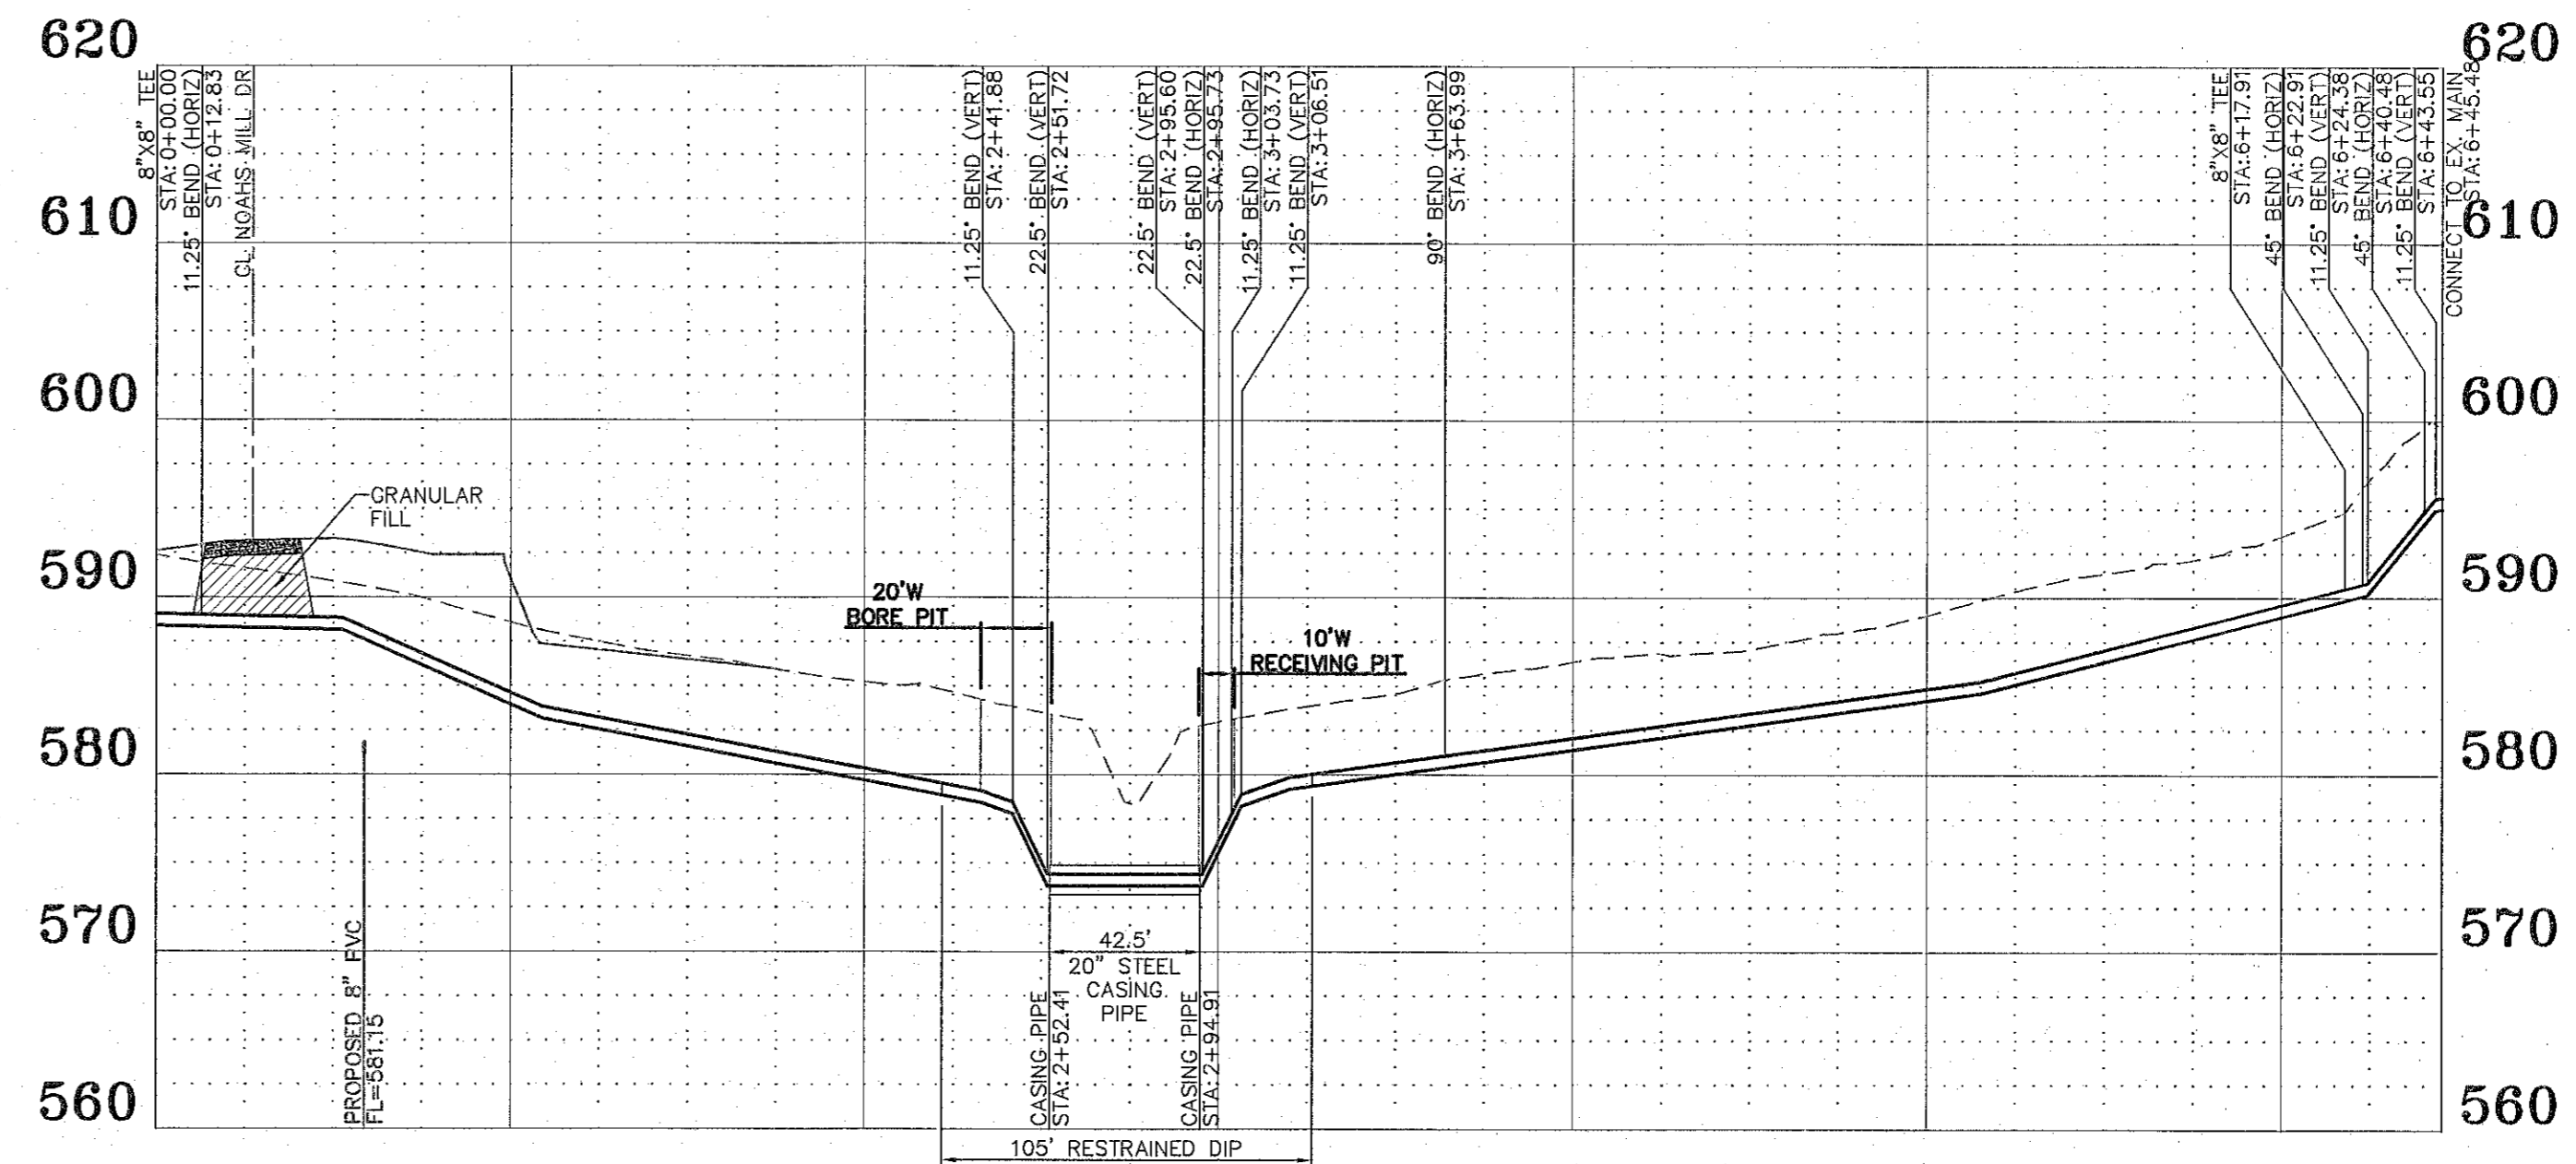 620
620
8"X8" TEE
STA: 0+00.00
11.25° BEND (HORIZ)
STA: 0+12.83
CL NOAHS MILL DR
11.25° BEND (VERT)
STA: 2+41.88
22.5° BEND (VERT)
STA: 2+51.72
22.5° BEND (VERT)
STA: 2+95.60
22.5° BEND (HORIZ)
STA: 2+95.73
11.25° BEND (HORIZ)
STA: 3+03.73
11.25° BEND (VERT)
STA: 3+06.51
90° BEND (HORIZ)
STA: 3+63.99
8"X8" TEE
STA: 6+17.91
45° BEND (HORIZ)
STA: 6+22.91
11.25° BEND (VERT)
STA: 6+24.38
45° BEND (HORIZ)
STA: 6+40.48
11.25° BEND (VERT)
STA: 6+43.55
CONNECT TO EX. MAIN
STA: 6+45.48
610
610
600
600
GRANULAR
FILL
590
590
20'W
BORE PIT
10'W
RECEIVING PIT
580
580
570
570
PROPOSED 8" PVC
FL=581.15
42.5'
20" STEEL
CASING
PIPE
CASING PIPE
STA: 2+52.41
CASING PIPE
STA: 2+94.91
560
560
105' RESTRAINED DIP